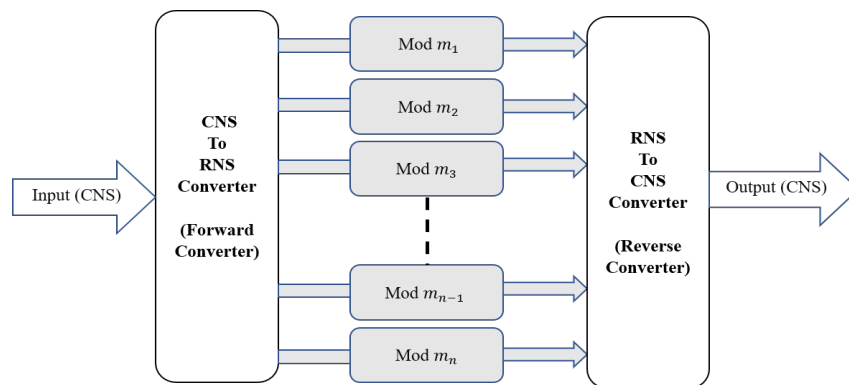 Input (CNS)
CNS
To
RNS
Converter
(Forward
Converter)
Mod m₁
Mod m₂
Mod m₃
Mod mₙ₋₁
Mod mₙ
RNS
To
CNS
Converter
(Reverse
Converter)
Output (CNS)